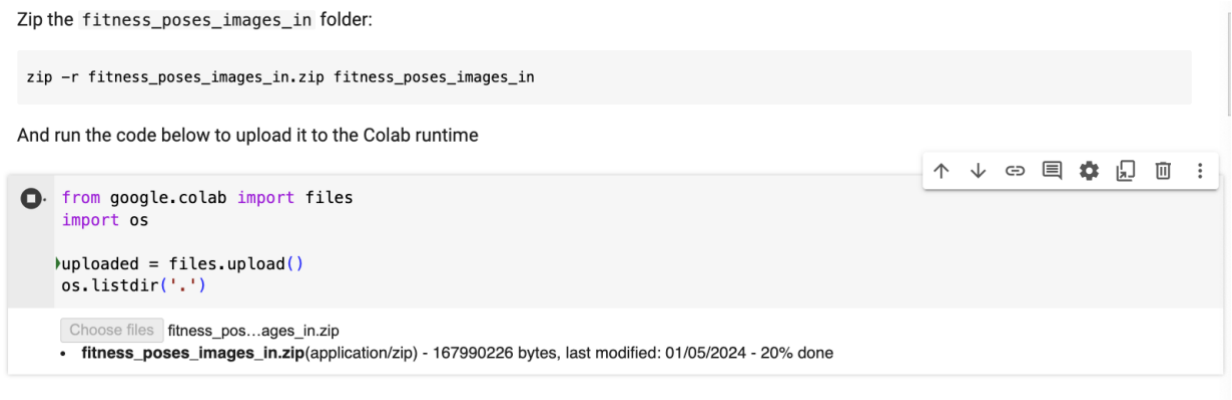 Zip the fitness_poses_images_in folder:
zip -r fitness_poses_images_in.zip fitness_poses_images_in
And run the code below to upload it to the Colab runtime
from google.colab import files
import os
uploaded = files.upload()
os.listdir('.')
Choose files fitness_pos...ages_in.zip
• fitness_poses_images_in.zip(application/zip) - 167990226 bytes, last modified: 01/05/2024 - 20% done